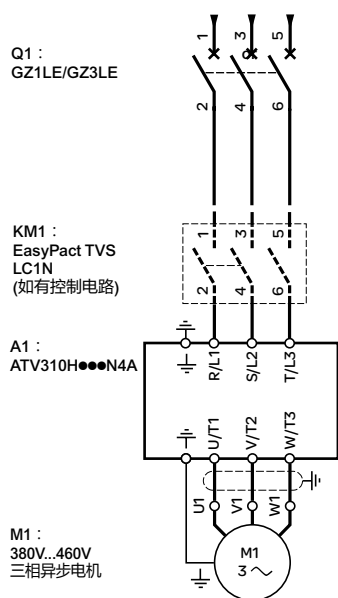 1 3 5
Q1：
GZ1LE/GZ3LE
2 4 6
KM1：
EasyPact TVS
LC1N
(如有控制电路)
1 3 5
2 4 6
A1：
ATV310H●●●N4A
R/L1 S/L2 T/L3
U/T1 V/T2 W/T3
U1 V1 W1
M1：
380V...460V
三相异步电机
M1
3～